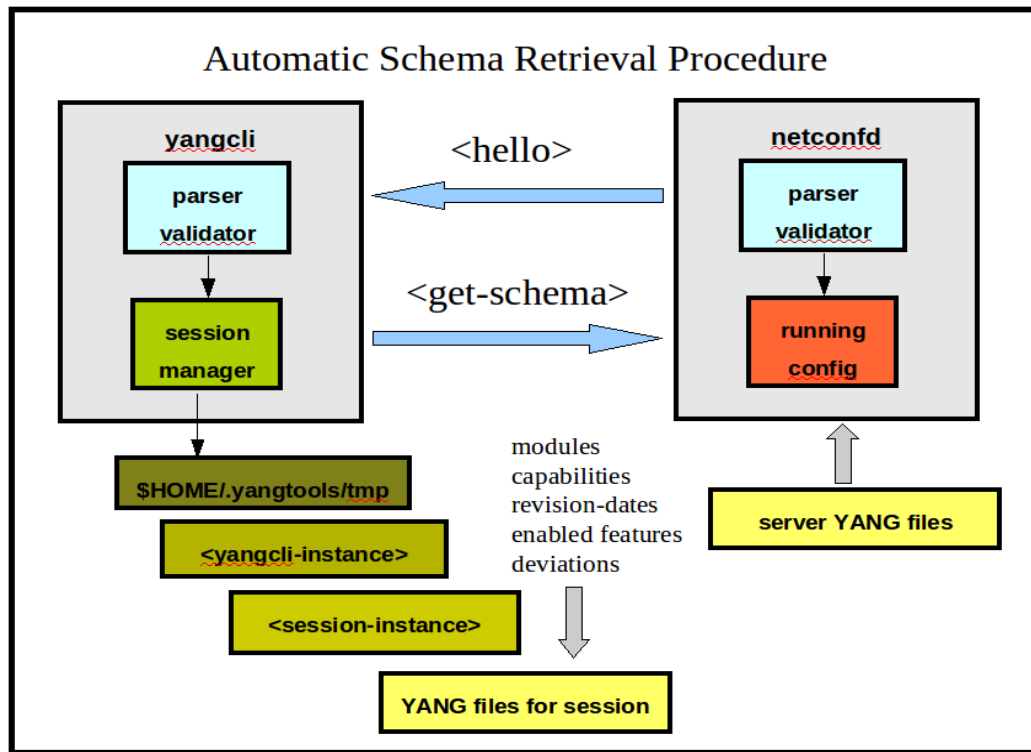 Automatic Schema Retrieval Procedure
yangcli
parser
validator
session
manager
<hello>
<get-schema>
netconfd
parser
validator
running
config
$HOME/.yangtools/tmp
<yangcli-instance>
<session-instance>
modules
capabilities
revision-dates
enabled features
deviations
server YANG files
YANG files for session